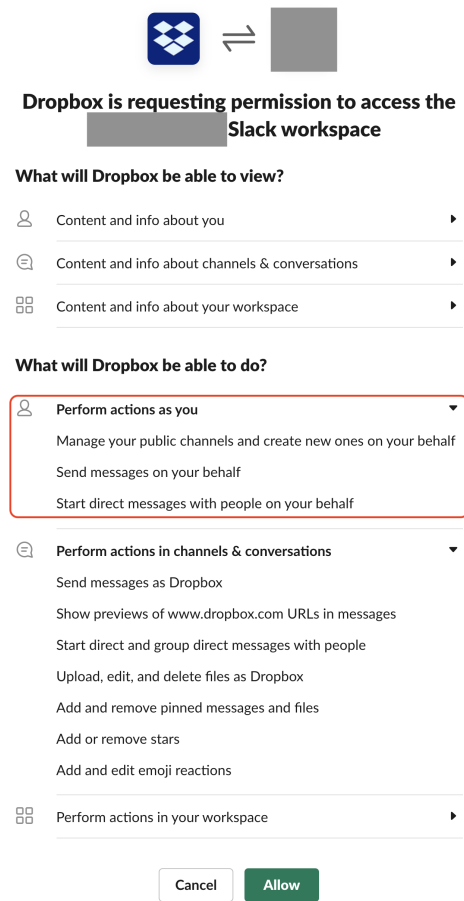 Dropbox is requesting permission to access the
Slack workspace
What will Dropbox be able to view?
Content and info about you
Content and info about channels & conversations
Content and info about your workspace
What will Dropbox be able to do?
Perform actions as you
Manage your public channels and create new ones on your behalf
Send messages on your behalf
Start direct messages with people on your behalf
Perform actions in channels & conversations
Send messages as Dropbox
Show previews of www.dropbox.com URLs in messages
Start direct and group direct messages with people
Upload, edit, and delete files as Dropbox
Add and remove pinned messages and files
Add or remove stars
Add and edit emoji reactions
Perform actions in your workspace
Cancel Allow